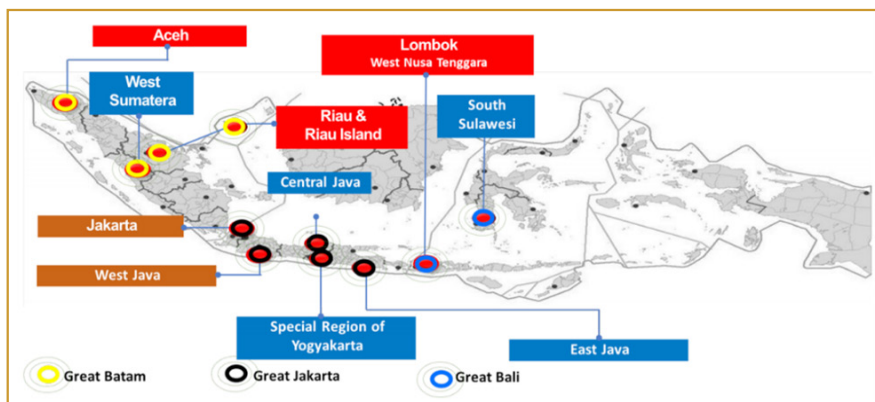 Aceh
Lombok
West Nusa Tenggara
West
Sumatera
South
Sulawesi
Riau &
Riau Island
Central Java
Jakarta
West Java
Special Region of
Yogyakarta
East Java
Great Batam
Great Jakarta
Great Bali